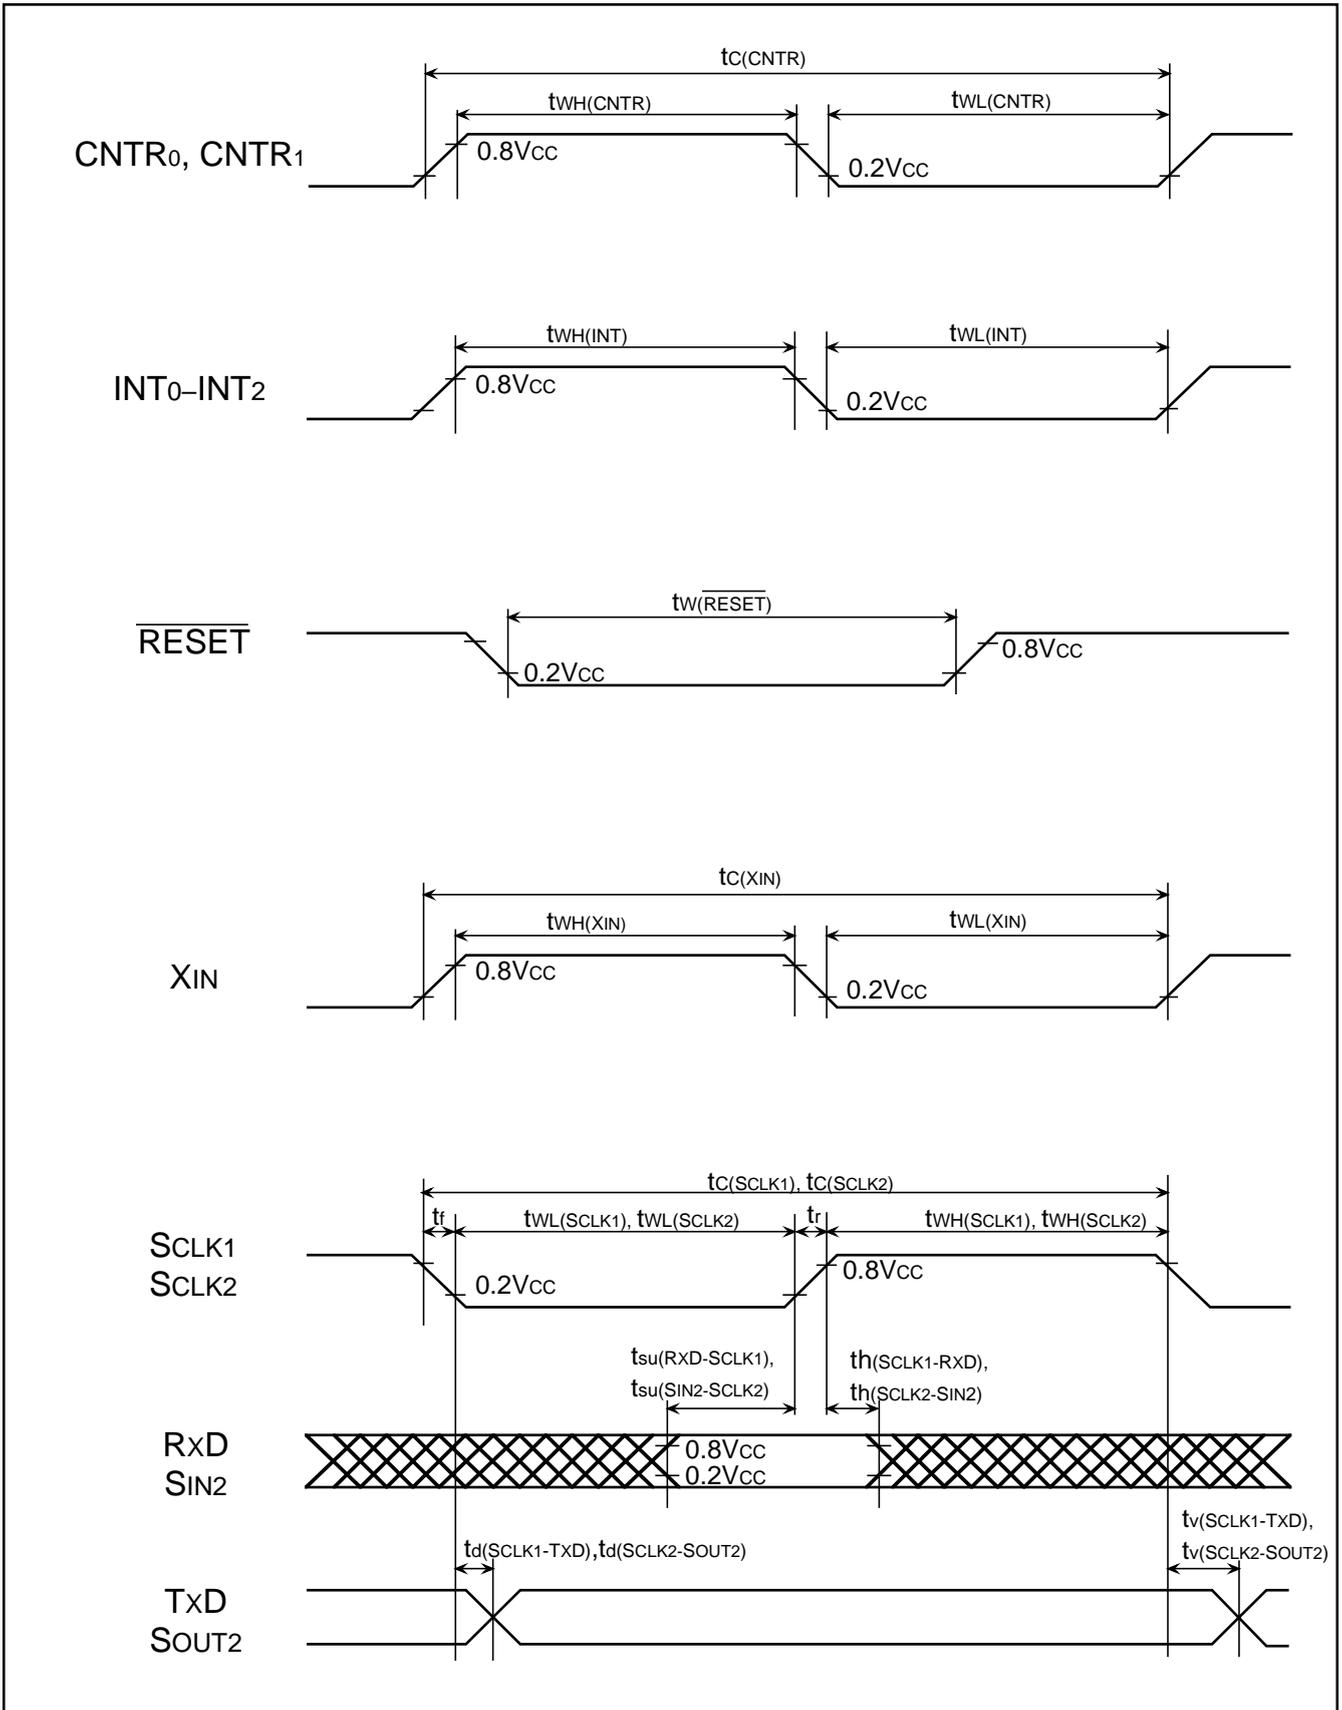 tC(CNTR)
tWH(CNTR)
tWL(CNTR)
CNTR0, CNTR1
0.8VCC
0.2VCC
tWH(INT)
tWL(INT)
INT0–INT2
0.8VCC
0.2VCC
tW(RESET)
RESET
0.2VCC
0.8VCC
tC(XIN)
tWH(XIN)
tWL(XIN)
XIN
0.8VCC
0.2VCC
tC(SCLK1), tC(SCLK2)
tf
tWL(SCLK1), tWL(SCLK2)
tr
tWH(SCLK1), tWH(SCLK2)
SCLK1
SCLK2
0.2VCC
0.8VCC
tsu(RXD-SCLK1),
tsu(SIN2-SCLK2)
th(SCLK1-RXD),
th(SCLK2-SIN2)
RXD
SIN2
0.8VCC
0.2VCC
td(SCLK1-TXD),td(SCLK2-SOUT2)
tv(SCLK1-TXD),
tv(SCLK2-SOUT2)
TXD
SOUT2